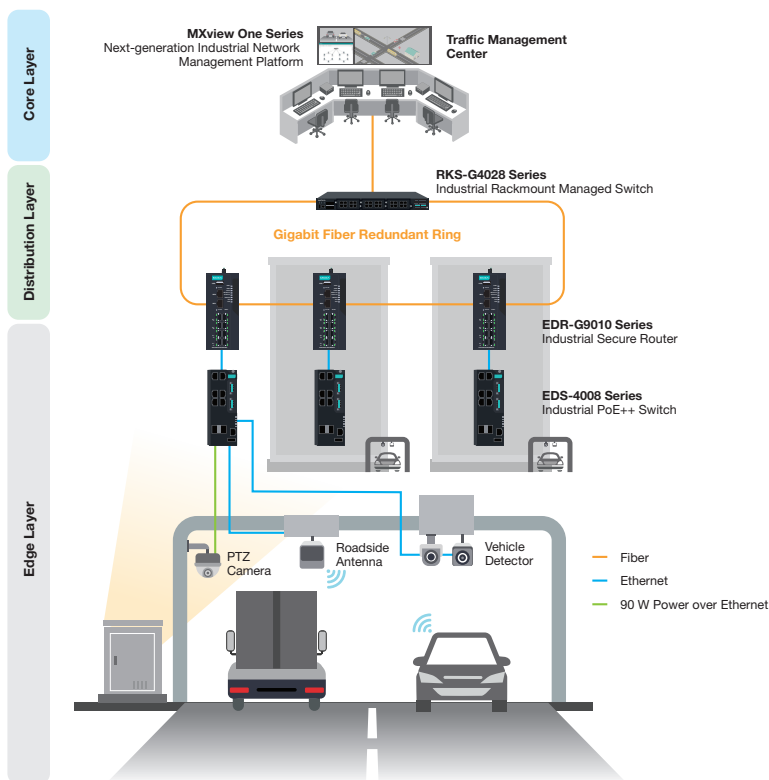 Core Layer
MXview One Series
Next-generation Industrial Network
Management Platform
Traffic Management
Center
Distribution Layer
RKS-G4028 Series
Industrial Rackmount Managed Switch
Gigabit Fiber Redundant Ring
EDR-G9010 Series
Industrial Secure Router
Edge Layer
EDS-4008 Series
Industrial PoE++ Switch
PTZ
Camera
Roadside
Antenna
Vehicle
Detector
Fiber
Ethernet
90 W Power over Ethernet